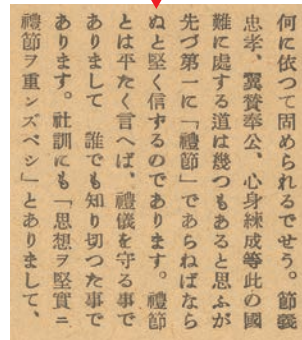 何に依つて固められるでせう。節義
忠孝、翼賛奉公、心身練成等此の國
難に處する道は幾つもあると思ふが
先づ第一に「禮節」であらねばなら
ぬと堅く信ずるのであります。禮節
とは平たく言へば、禮儀を守る事で
ありまして　誰でも知り切つた事で
あります。社訓にも「思想ヲ堅實ニ
禮節ヲ重ンズベシ」とありまして、